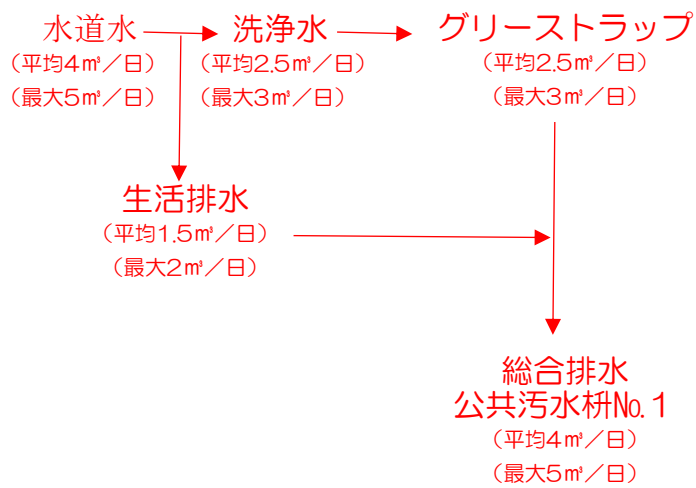 水道水
（平均4㎥／日）
（最大5㎥／日）
洗浄水
（平均2.5㎥／日）
（最大3㎥／日）
グリーストラップ
（平均2.5㎥／日）
（最大3㎥／日）
生活排水
（平均1.5㎥／日）
（最大2㎥／日）
総合排水
公共汚水枡№１
（平均4㎥／日）
（最大5㎥／日）